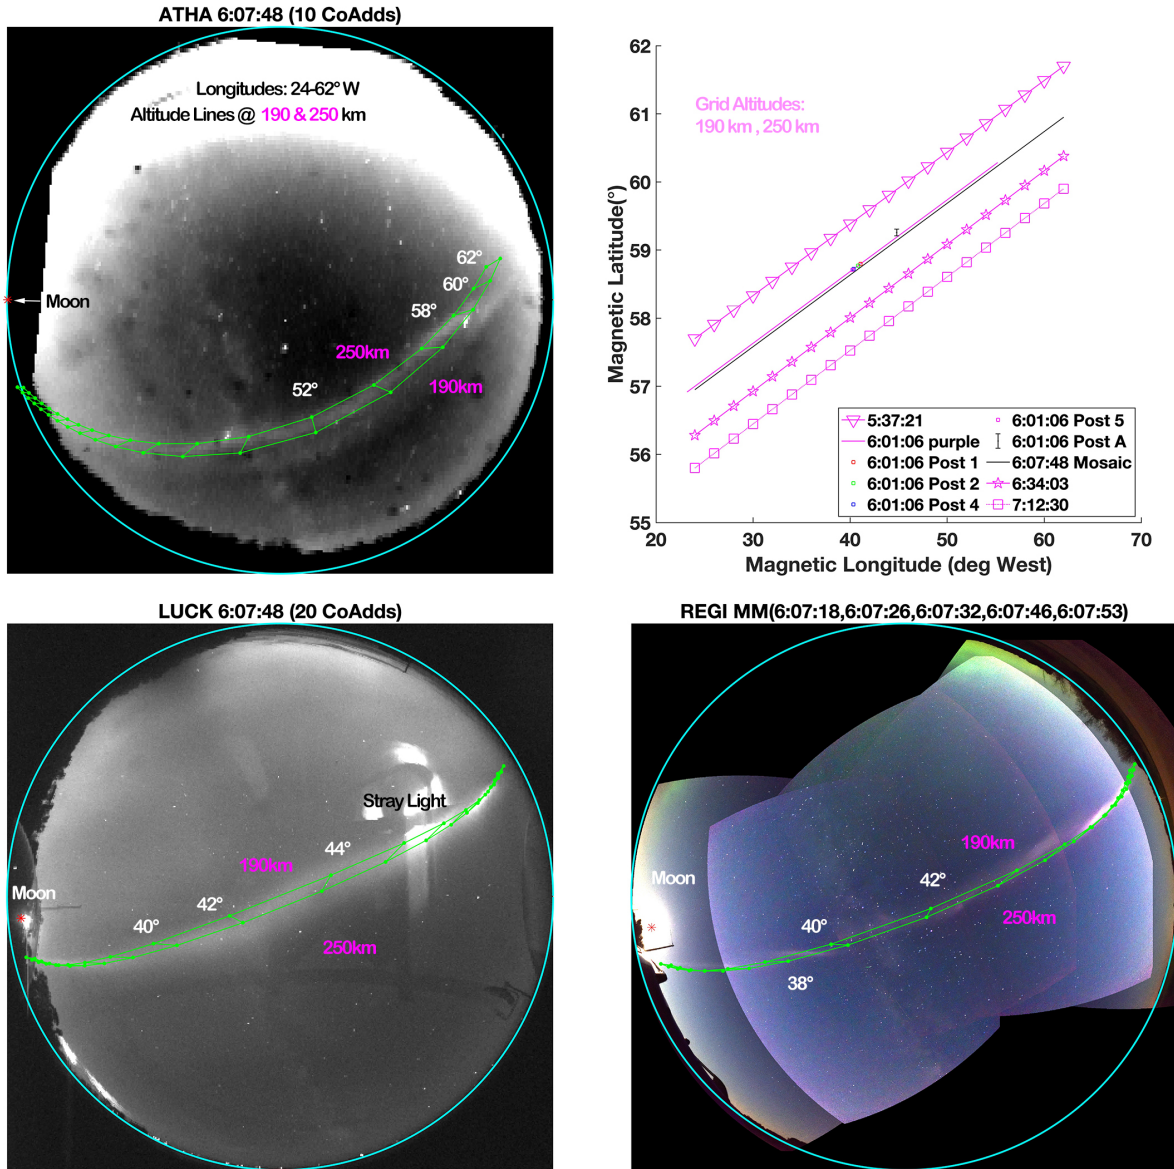 ATHA 6:07:48 (10 CoAdds)
Longitudes: 24-62° W
Altitude Lines @ 190 & 250 km
Moon
62°
60°
58°
250km
52°
190km
62
61
60
59
58
57
56
55
Magnetic Latitude(°)
Grid Altitudes:
190 km , 250 km
5:37:21
6:01:06 purple
6:01:06 Post 1
6:01:06 Post 2
6:01:06 Post 4
6:01:06 Post 5
6:01:06 Post A
6:07:48 Mosaic
6:34:03
7:12:30
20 30 40 50 60 70
Magnetic Longitude (deg West)
LUCK 6:07:48 (20 CoAdds)
Stray Light
44°
190km
Moon
42°
40°
250km
REGI MM(6:07:18,6:07:26,6:07:32,6:07:46,6:07:53)
190km
Moon
42°
250km
40°
38°